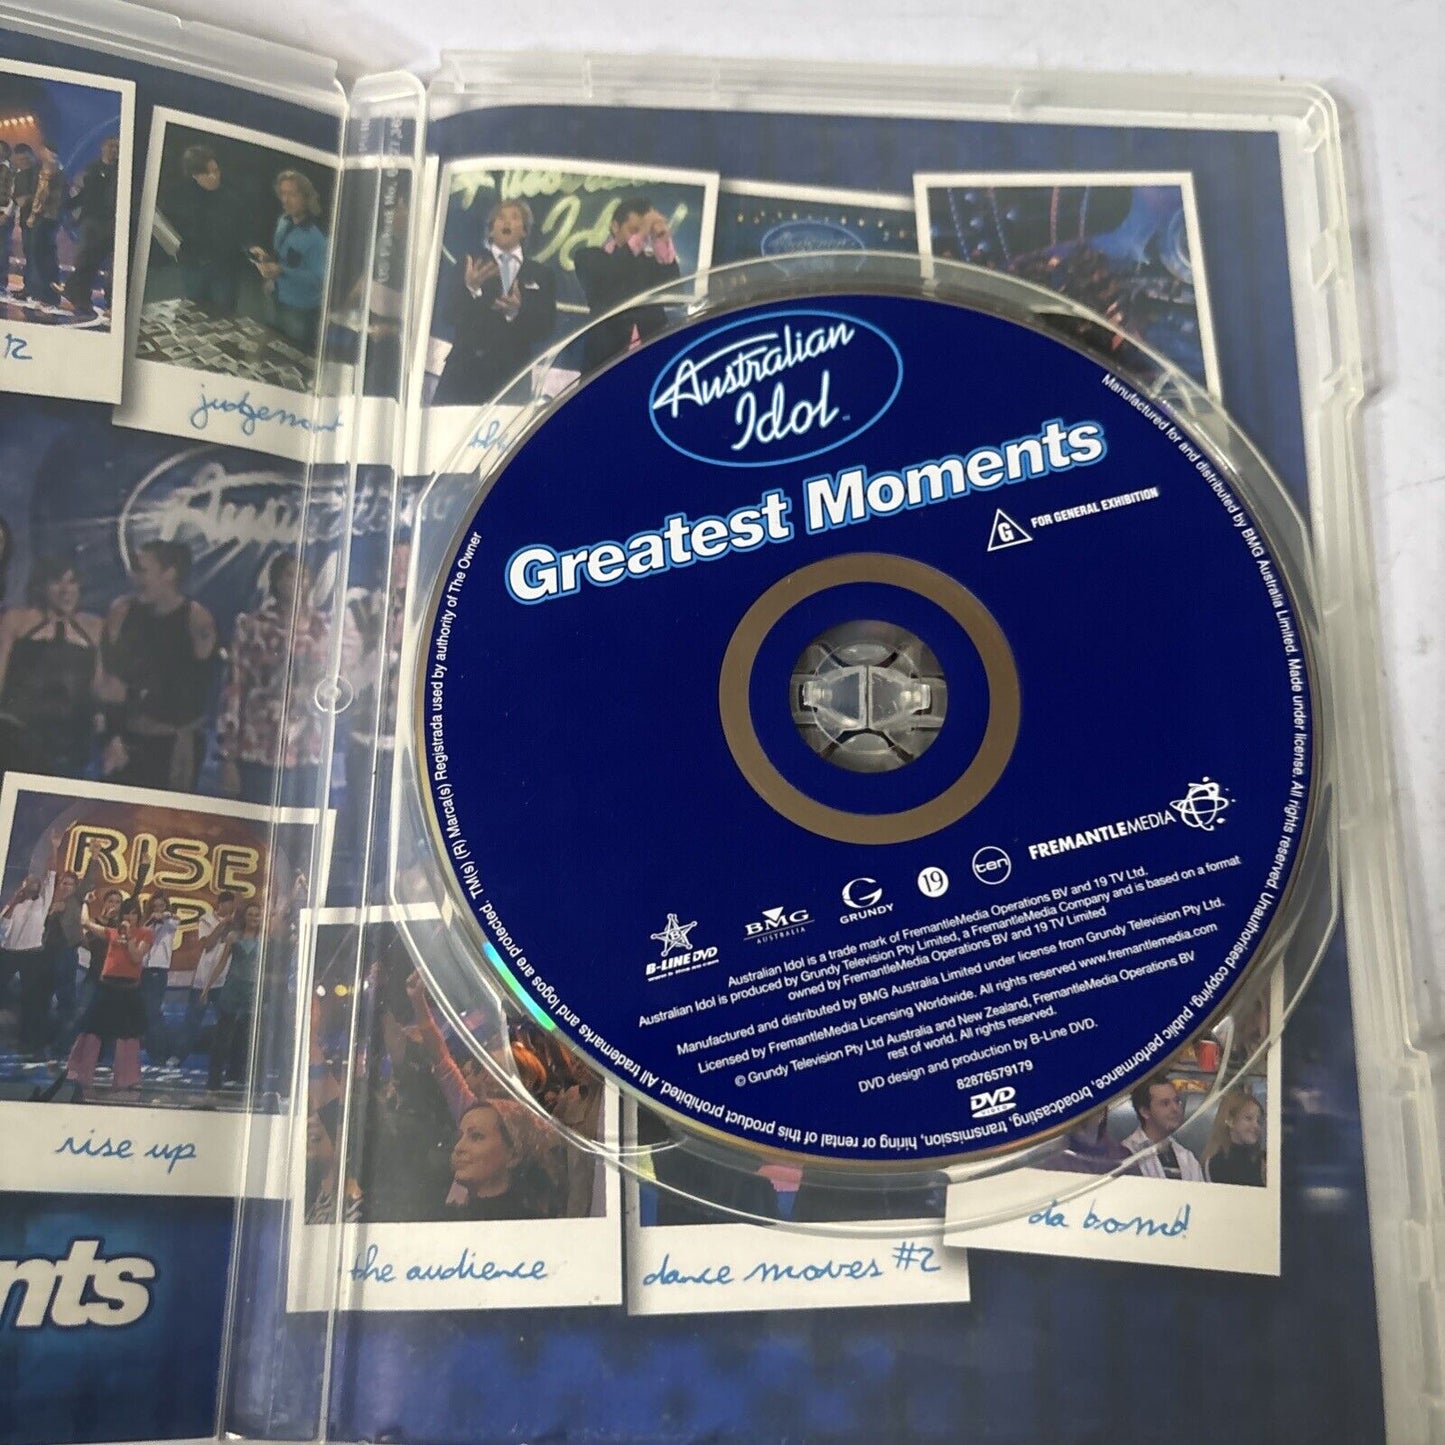 Australian
Idol™
Greatest Moments
G FOR GENERAL EXHIBITION
Manufactured for and distributed by BMG Australia Limited. Made under license. All rights reserved. Unauthorised copying, public performance, broadcasting, transmission, hiring or rental of this product prohibited. All trademarks and logos are protected. TM(s) (R) Marca(s) Registrada used by authority of The Owner
B-LINE DVD
BMG
AUSTRALIA
GRUNDY
19
ten
FREMANTLEMEDIA
Australian Idol is a trade mark of FremantleMedia Operations BV and 19 TV Ltd.
Australian Idol is produced by Grundy Television Pty Limited, a FremantleMedia Company and is based on a format
owned by FremantleMedia Operations BV and 19 TV Limited
Manufactured and distributed by BMG Australia Limited under license from Grundy Television Pty Ltd.
Licensed by FremantleMedia Licensing Worldwide. All rights reserved www.fremantlemedia.com
© Grundy Television Pty Ltd Australia and New Zealand, FremantleMedia Operations BV
rest of world. All rights reserved.
DVD design and production by B-Line DVD.
82876579179
DVD
VIDEO
12
judgement
Australian
Idol
RISE
UP
rise up
nts
the audience
dance moves #2
da bomb!